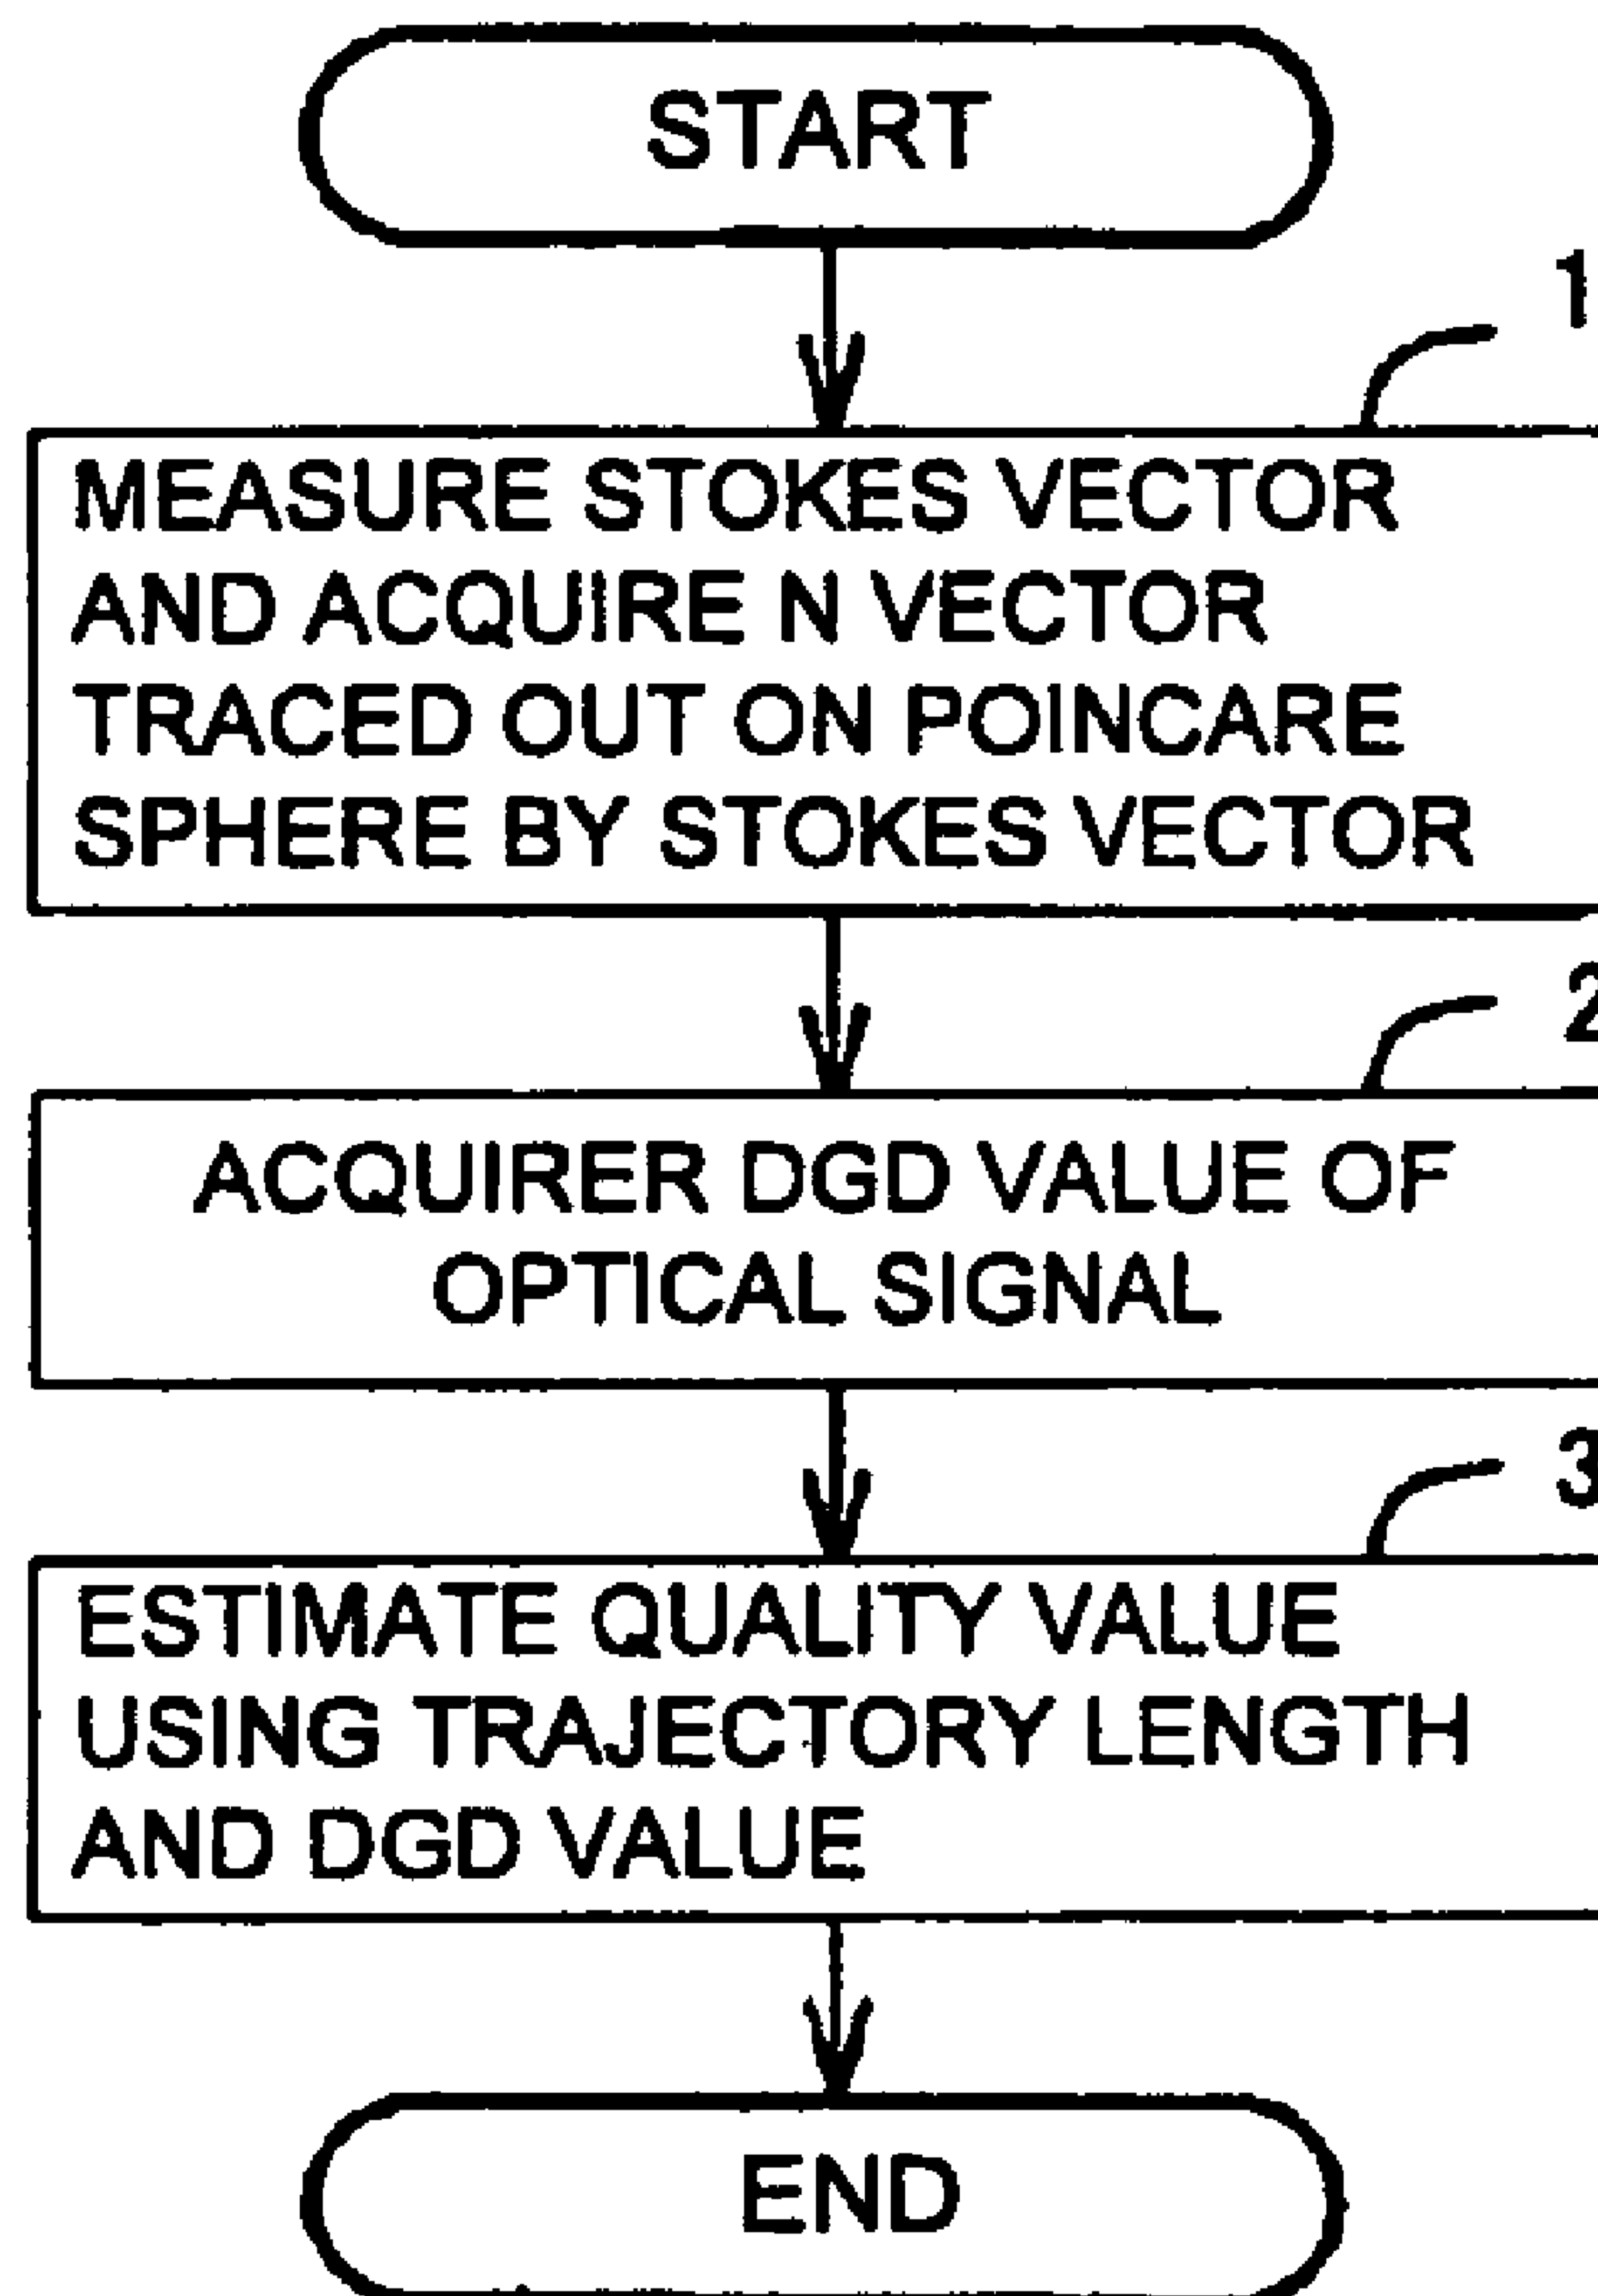 START
1
MEASURE STOKES VECTOR
AND ACQUIRE N VECTOR
TRACED OUT ON POINCARE
SPHERE BY STOKES VECTOR
2
ACQUIRER DGD VALUE OF
OPTICAL SIGNAL
3
ESTIMATE QUALITY VALUE
USING TRAJECTORY LENGTH
AND DGD VALUE
END